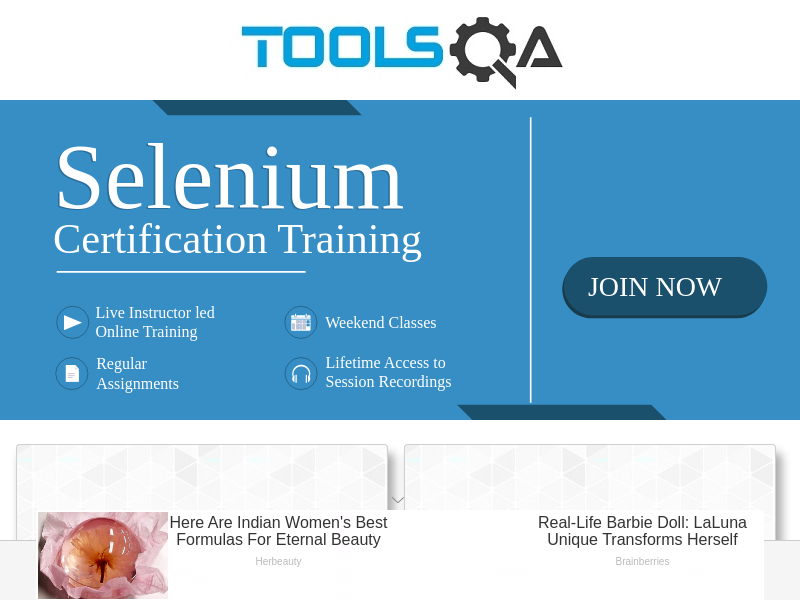 TOOLSQA
Selenium
Certification Training
Live Instructor led
Online Training
Weekend Classes
Regular
Assignments
Lifetime Access to
Session Recordings
JOIN NOW
Here Are Indian Women's Best
Formulas For Eternal Beauty
Herbeauty
Real-Life Barbie Doll: LaLuna
Unique Transforms Herself
Brainberries